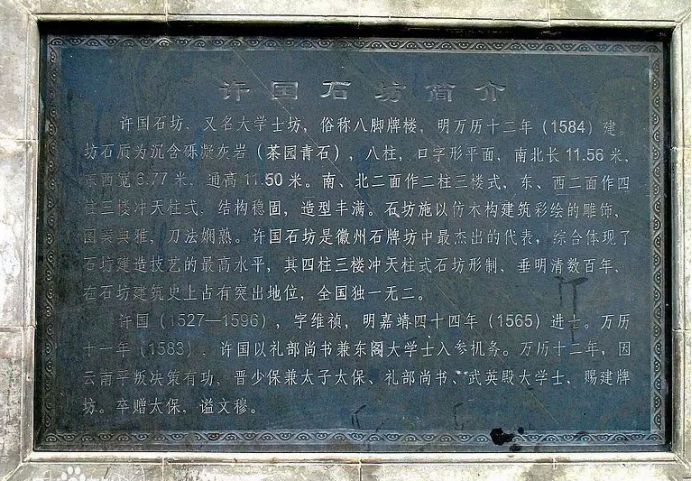 许国石坊简介
许国石坊、又名大学士坊，俗称八脚牌楼，明万历十二年（1584）建。
坊石质为沉含砾凝灰岩（茶园青石），八柱，口字形平面、南北长11.56米、
东西宽6.77米、通高11.50米。南、北二面作二柱三楼式，东、西二面作四
柱三楼冲天柱式、结构稳固，造型丰满。石坊施以仿木构建筑彩绘的雕饰，
图案典雅，刀法娴熟。许国石坊是徽州石牌坊中最杰出的代表，综合体现了
石坊建造技艺的最高水平，其四柱三楼冲天柱式石坊形制、垂明清数百年、
在石坊建筑史上占有突出地位，全国独一无二。
许国（1527—1596），字维祯，明嘉靖四十四年（1565）进士。万历
十一年（1583）、许国以礼部尚书兼东阁大学士入参机务。万历十二年，因
云南平叛决策有功、晋少保兼太子太保、礼部尚书、武英殿大学士，赐建牌
坊。卒赠太保，谥文穆。